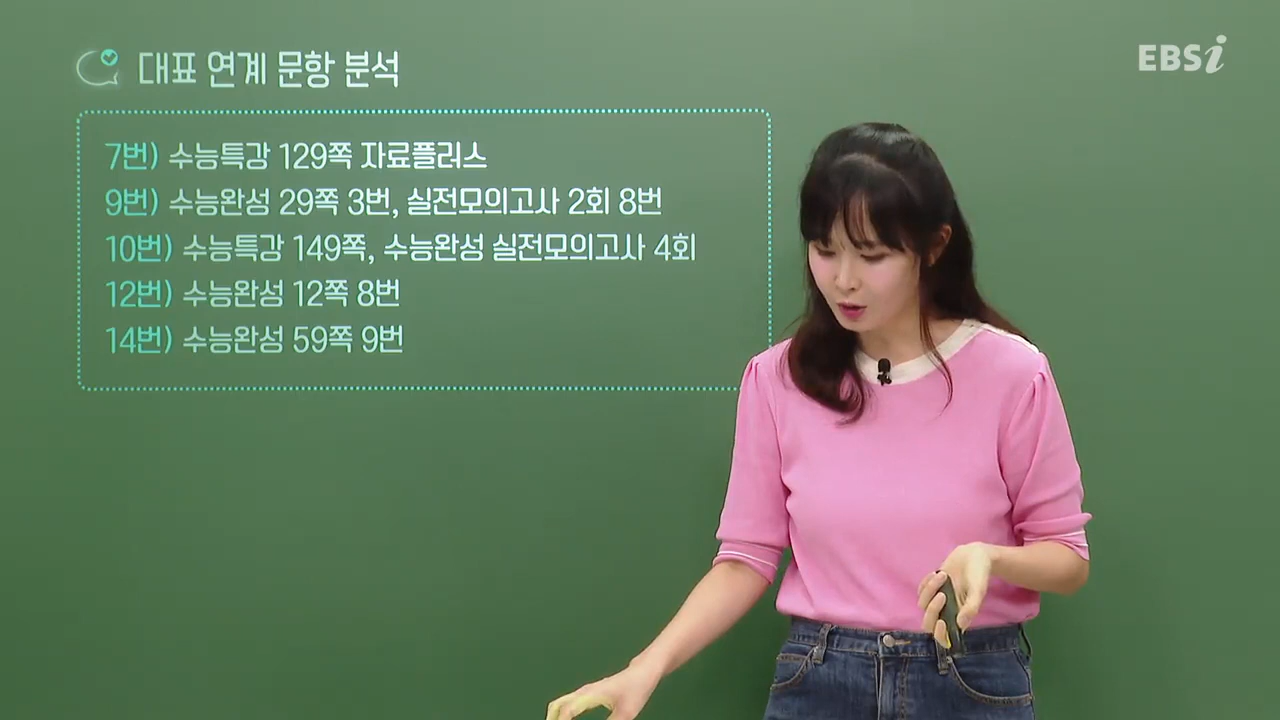 대표 연계 문항 분석
EBSi
7번) 수능특강 129쪽 자료플러스
9번) 수능완성 29쪽 3번, 실전모의고사 2회 8번
10번) 수능특강 149쪽, 수능완성 실전모의고사 4회
12번) 수능완성 12쪽 8번
14번) 수능완성 59쪽 9번